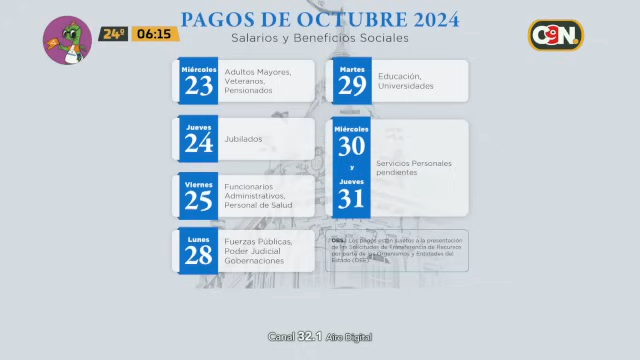 PAGOS DE OCTUBRE 2024
Salarios y Beneficios Sociales
24º 06:15
C9N
Miércoles
23
Adultos Mayores,
Veteranos,
Pensionados
Jueves
24
Jubilados
Viernes
25
Funcionarios
Administrativos,
Personal de Salud
Lunes
28
Fuerzas Públicas,
Poder Judicial
Gobernaciones
Martes
29
Educación,
Universidades
Miércoles
30
y
Jueves
31
Servicios Personales
pendientes
OBS.: Los pagos están sujetos a la presentación
de las Solicitudes de Transferencia de Recursos
por parte de los Organismos y Entidades del
Estado (OEE)
Canal 32.1 Aire Digital